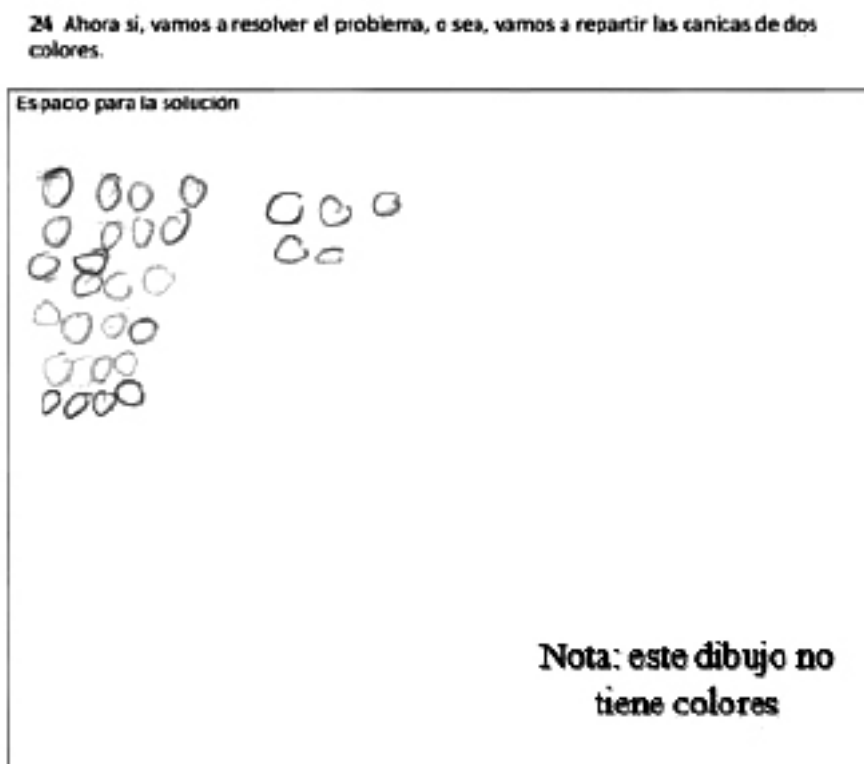 24 Ahora sí, vamos a resolver el problema, o sea, vamos a repartir las canicas de dos
colores.
Espacio para la solución
Nota: este dibujo no
tiene colores